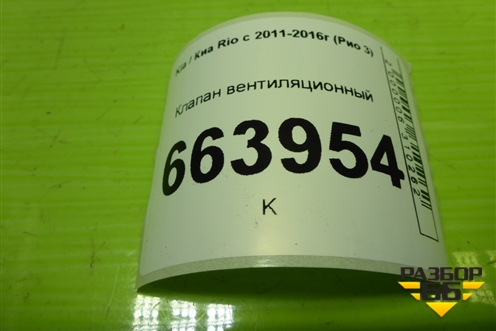 Kia / Киа Rio с 2011-2016г (Рио 3)
Клапан вентиляционный
663954
К
РАЗБОР
66